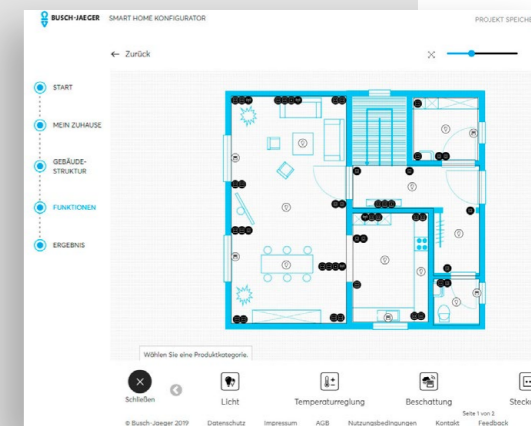 BUSCH-JAEGER SMART HOME KONFIGURATOR
PROJEKT SPEICHE
← Zurück
START
MEIN ZUHAUSE
GEBÄUDE-
STRUKTUR
FUNKTIONEN
ERGEBNIS
Wählen Sie eine Produktkategorie.
Schließen
Licht
Temperaturreglung
Beschattung
Stecko
Seite 1 von 2
© Busch-Jaeger 2019 Datenschutz Impressum AGB Nutzungsbedingungen Kontakt Feedback